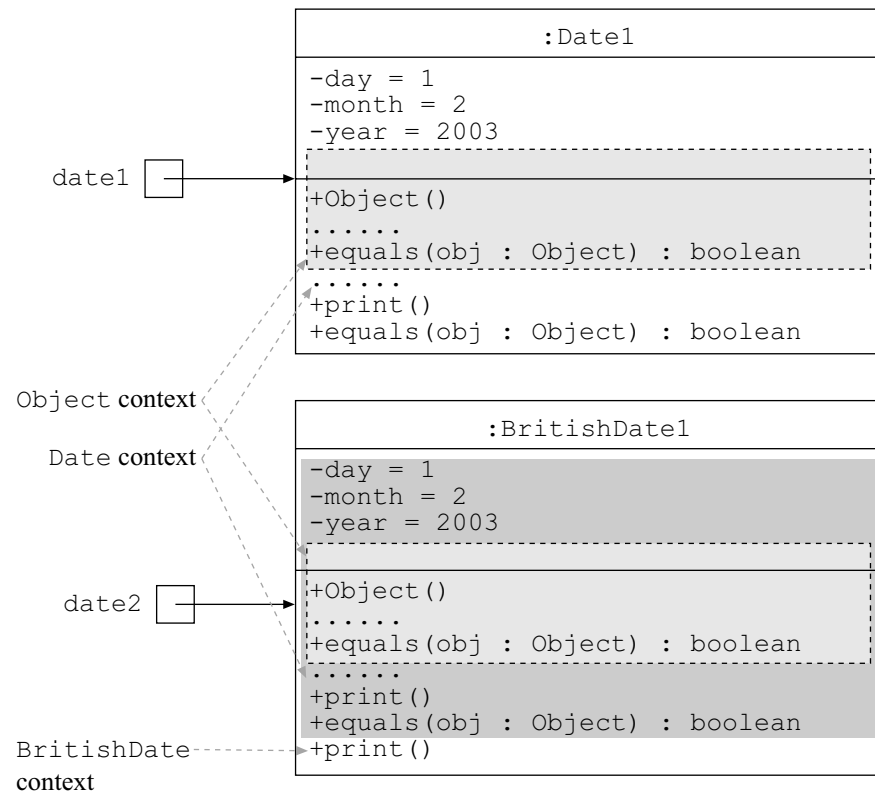 :Date1
-day = 1
-month = 2
-year = 2003
date1
+Object()
......
+equals(obj : Object) : boolean
......
+print()
+equals(obj : Object) : boolean
Object context
Date context
:BritishDate1
-day = 1
-month = 2
-year = 2003
date2
+Object()
......
+equals(obj : Object) : boolean
......
+print()
+equals(obj : Object) : boolean
+print()
BritishDate
context